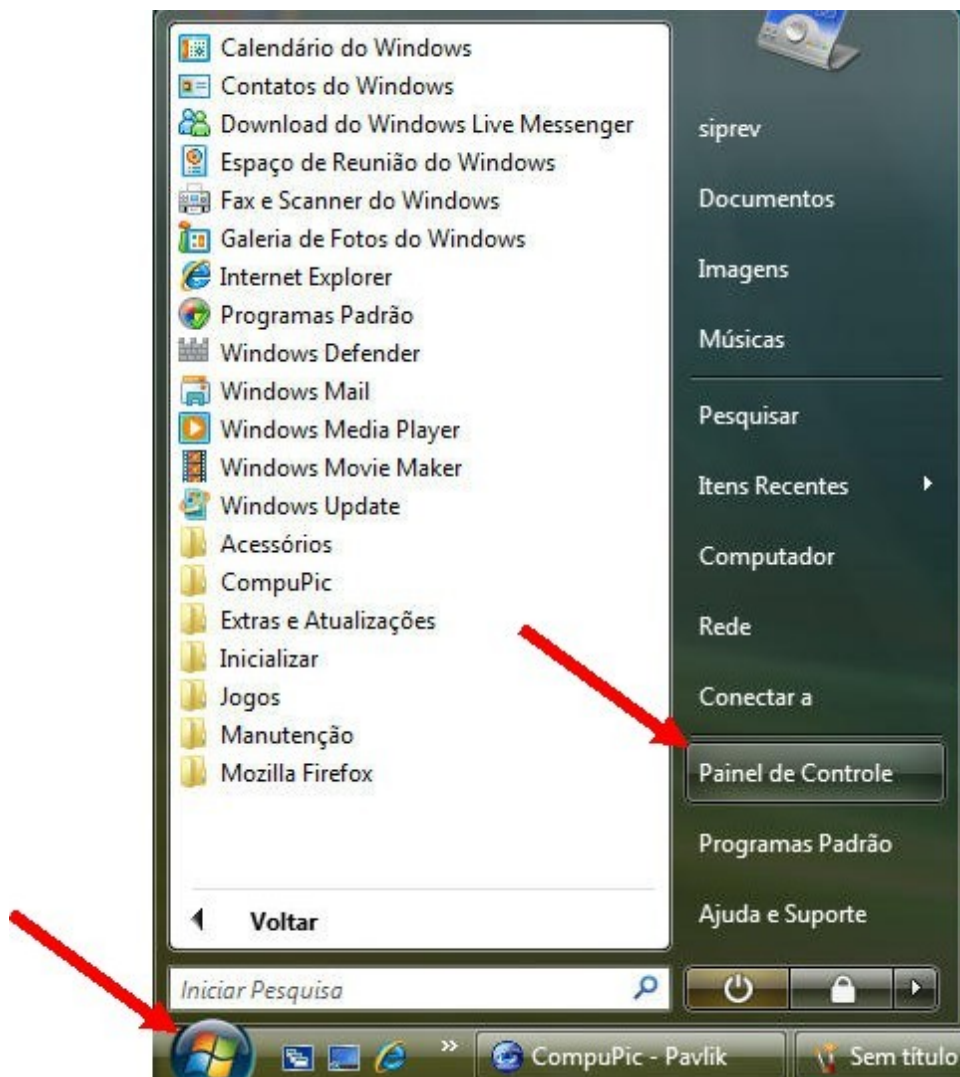 Calendário do Windows
Contatos do Windows
Download do Windows Live Messenger
Espaço de Reunião do Windows
Fax e Scanner do Windows
Galeria de Fotos do Windows
Internet Explorer
Programas Padrão
Windows Defender
Windows Mail
Windows Media Player
Windows Movie Maker
Windows Update
Acessórios
CompuPic
Extras e Atualizações
Inicializar
Jogos
Manutenção
Mozilla Firefox
Voltar
Iniciar Pesquisa
siprev
Documentos
Imagens
Músicas
Pesquisar
Itens Recentes
Computador
Rede
Conectar a
Painel de Controle
Programas Padrão
Ajuda e Suporte
CompuPic - Pavlik
Sem título